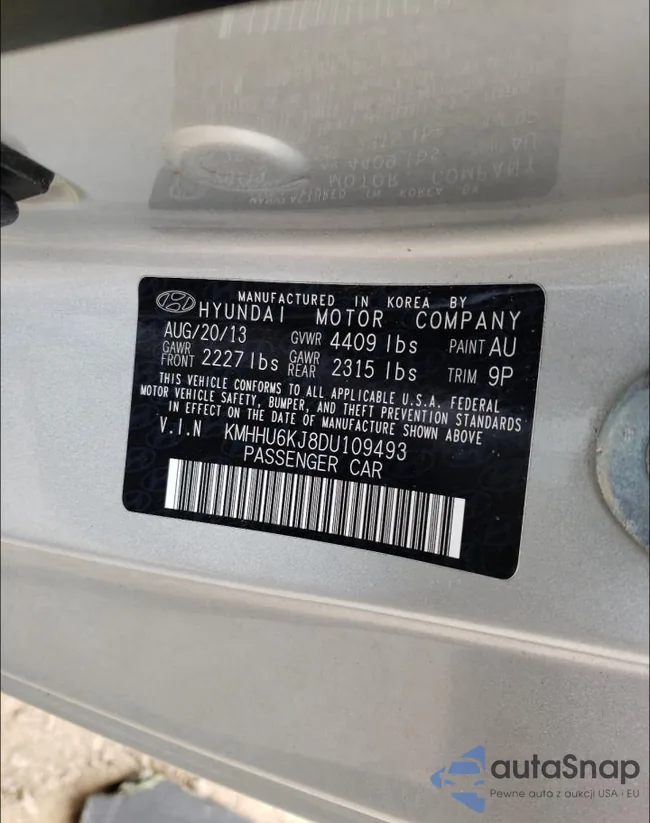 MANUFACTURED IN KOREA BY
HYUNDAI MOTOR COMPANY
AUG/20/13 GVWR 4409 lbs PAINT AU
GAWR FRONT 2227 lbs GAWR REAR 2315 lbs TRIM 9P
THIS VEHICLE CONFORMS TO ALL APPLICABLE U.S.A. FEDERAL
MOTOR VEHICLE SAFETY, BUMPER, AND THEFT PREVENTION STANDARDS
IN EFFECT ON THE DATE OF MANUFACTURE SHOWN ABOVE
V.I.N KMHHU6KJ8DU109493
PASSENGER CAR
autaSnap
Pewne auto z aukcji USA i EU